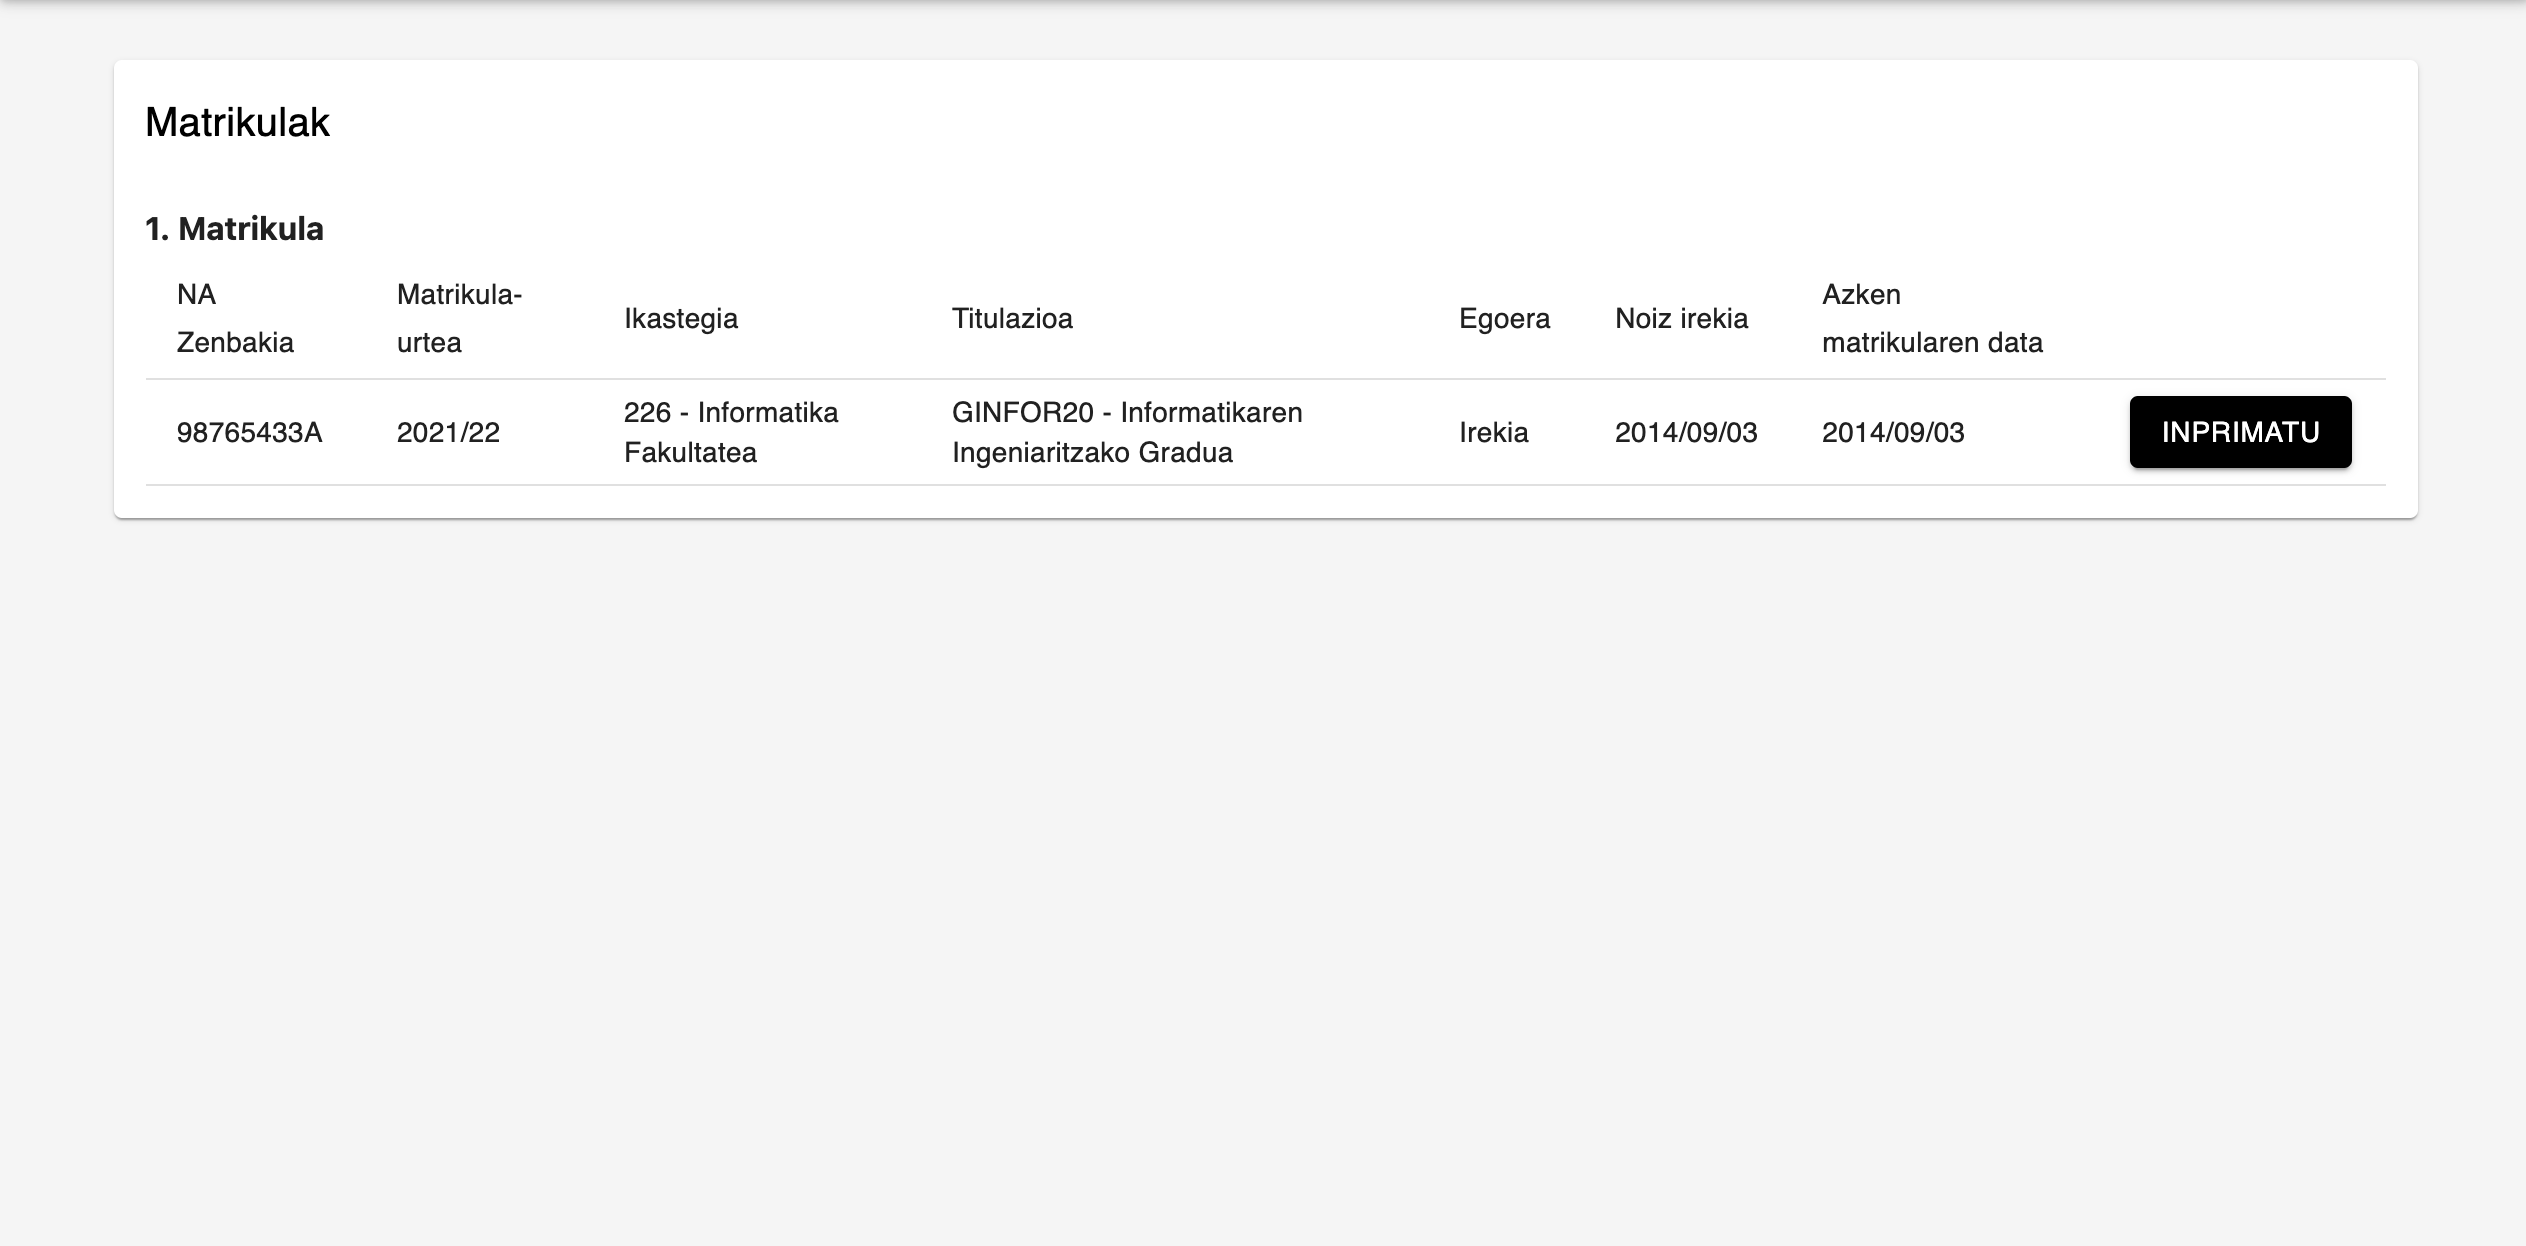 Matrikulak
1. Matrikula
NA Zenbakia
Matrikula-urtea
Ikastegia
Titulazioa
Egoera
Noiz irekia
Azken matrikularen data
98765433A
2021/22
226 - Informatika
Fakultatea
GINFOR20 - Informatikaren
Ingeniaritzako Gradua
Irekia
2014/09/03
2014/09/03
INPRIMATU